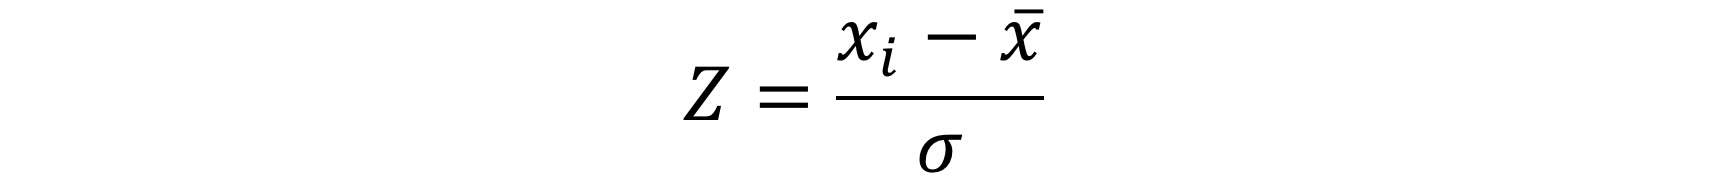 Z = (xᵢ − x̄) / σ